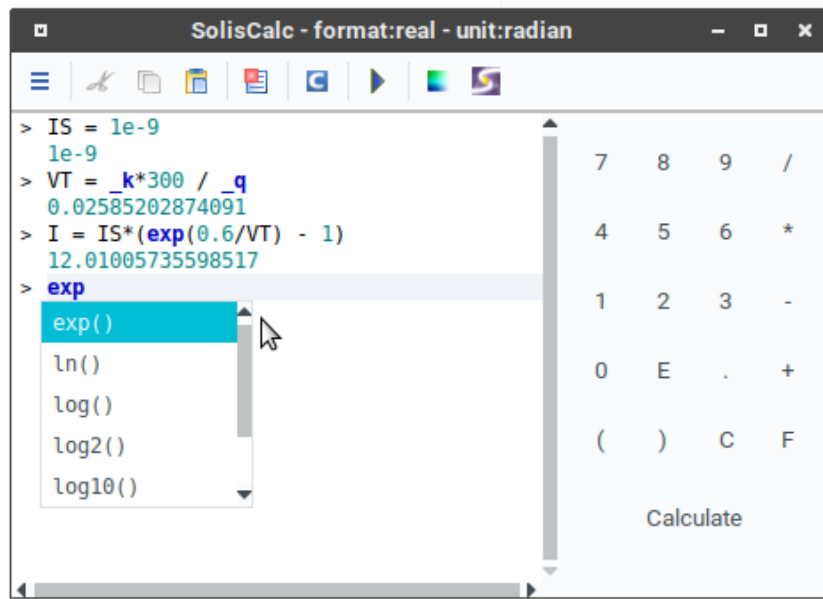 SolisCalc - format:real - unit:radian
> IS = 1e-9
1e-9
> VT = _k*300 / _q
0.02585202874091
> I = IS*(exp(0.6/VT) - 1)
12.01005735598517
> exp
exp()
ln()
log()
log2()
log10()
7 8 9 /
4 5 6 *
1 2 3 -
0 E . +
( ) C F
Calculate